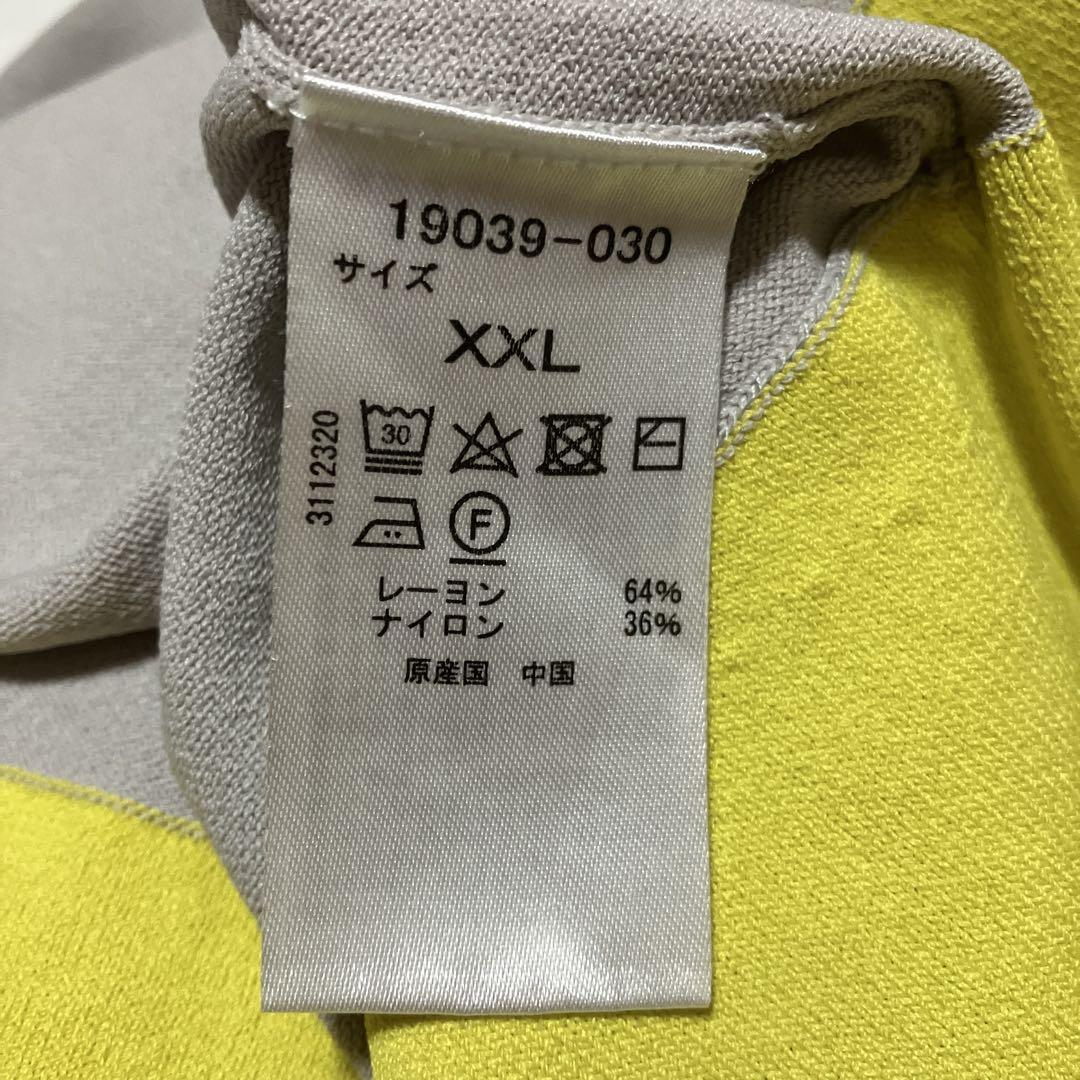 19039-030
サイズ
XXL
3112320
30
F
レーヨン 64%
ナイロン 36%
原産国 中国